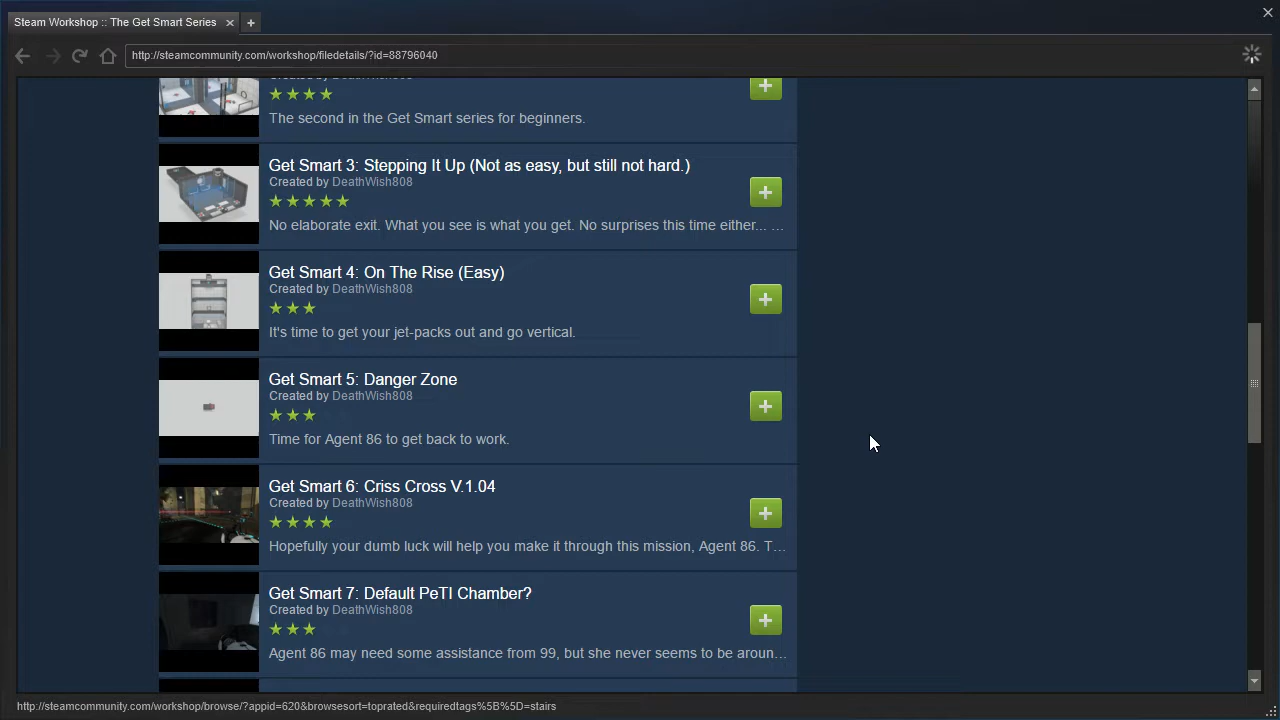 Steam Workshop :: The Get Smart Series
http://steamcommunity.com/workshop/filedetails/?id=88796040
Created by DeathWish808
The second in the Get Smart series for beginners.
Get Smart 3: Stepping It Up (Not as easy, but still not hard.)
Created by DeathWish808
No elaborate exit. What you see is what you get. No surprises this time either... ...
Get Smart 4: On The Rise (Easy)
Created by DeathWish808
It's time to get your jet-packs out and go vertical.
Get Smart 5: Danger Zone
Created by DeathWish808
Time for Agent 86 to get back to work.
Get Smart 6: Criss Cross V.1.04
Created by DeathWish808
Hopefully your dumb luck will help you make it through this mission, Agent 86. T...
Get Smart 7: Default PeTI Chamber?
Created by DeathWish808
Agent 86 may need some assistance from 99, but she never seems to be aroun...
http://steamcommunity.com/workshop/browse/?appid=620&browsesort=toprated&requiredtags%5B%5D=stairs